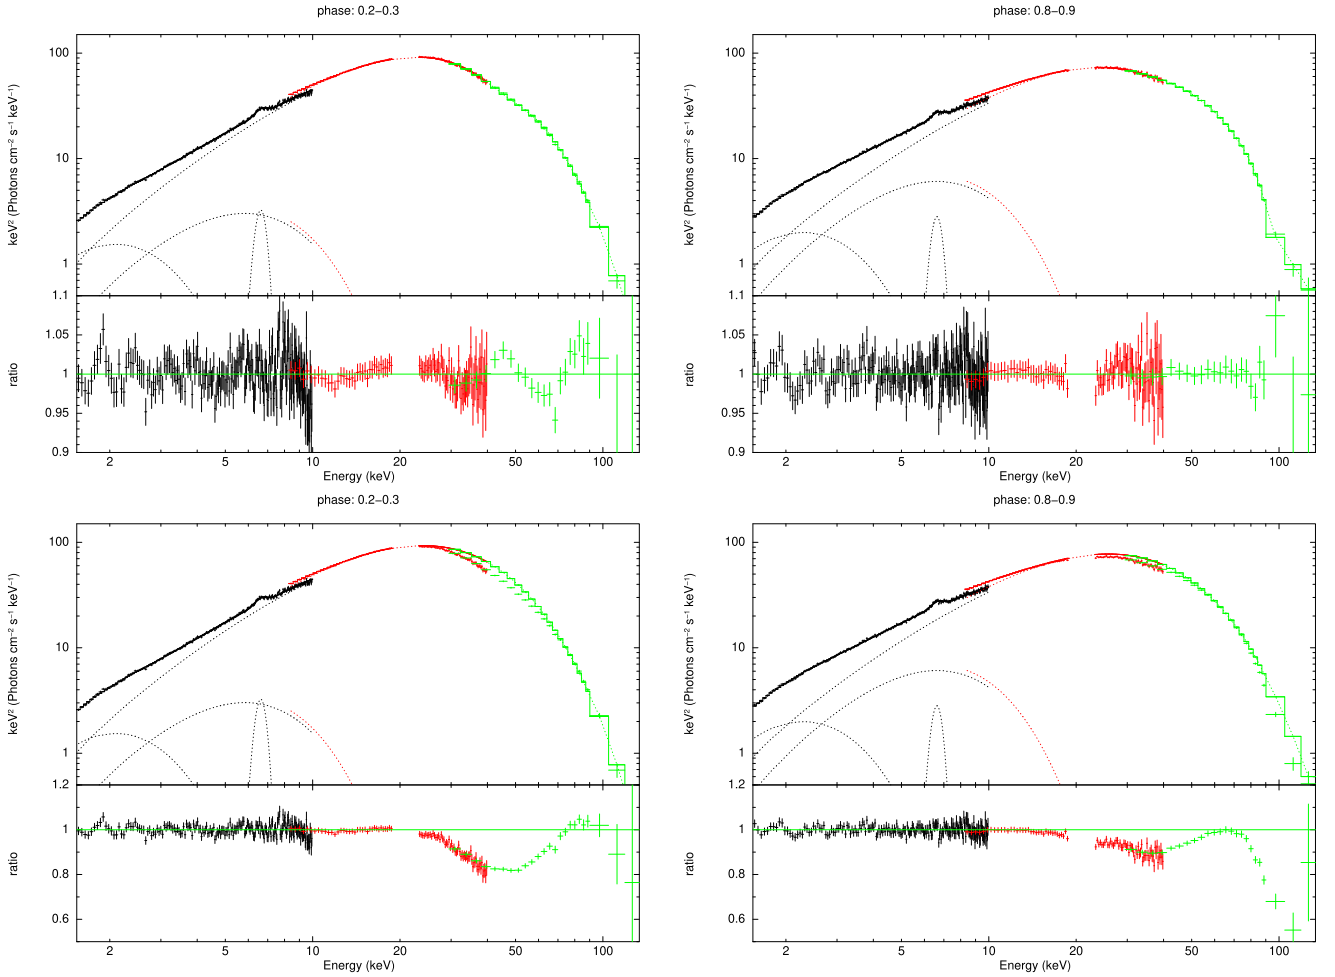 phase: 0.2−0.3
100
10
1
keV² (Photons cm⁻² s⁻¹ keV⁻¹)
1.1
1.05
1
0.95
0.9
ratio
2 5 10 20 50 100
Energy (keV)
phase: 0.8−0.9
100
10
1
keV² (Photons cm⁻² s⁻¹ keV⁻¹)
1.1
1.05
1
0.95
0.9
ratio
2 5 10 20 50 100
Energy (keV)
phase: 0.2−0.3
100
10
1
keV² (Photons cm⁻² s⁻¹ keV⁻¹)
1.2
1
0.8
0.6
ratio
2 5 10 20 50 100
Energy (keV)
phase: 0.8−0.9
100
10
1
keV² (Photons cm⁻² s⁻¹ keV⁻¹)
1.2
1
0.8
0.6
ratio
2 5 10 20 50 100
Energy (keV)